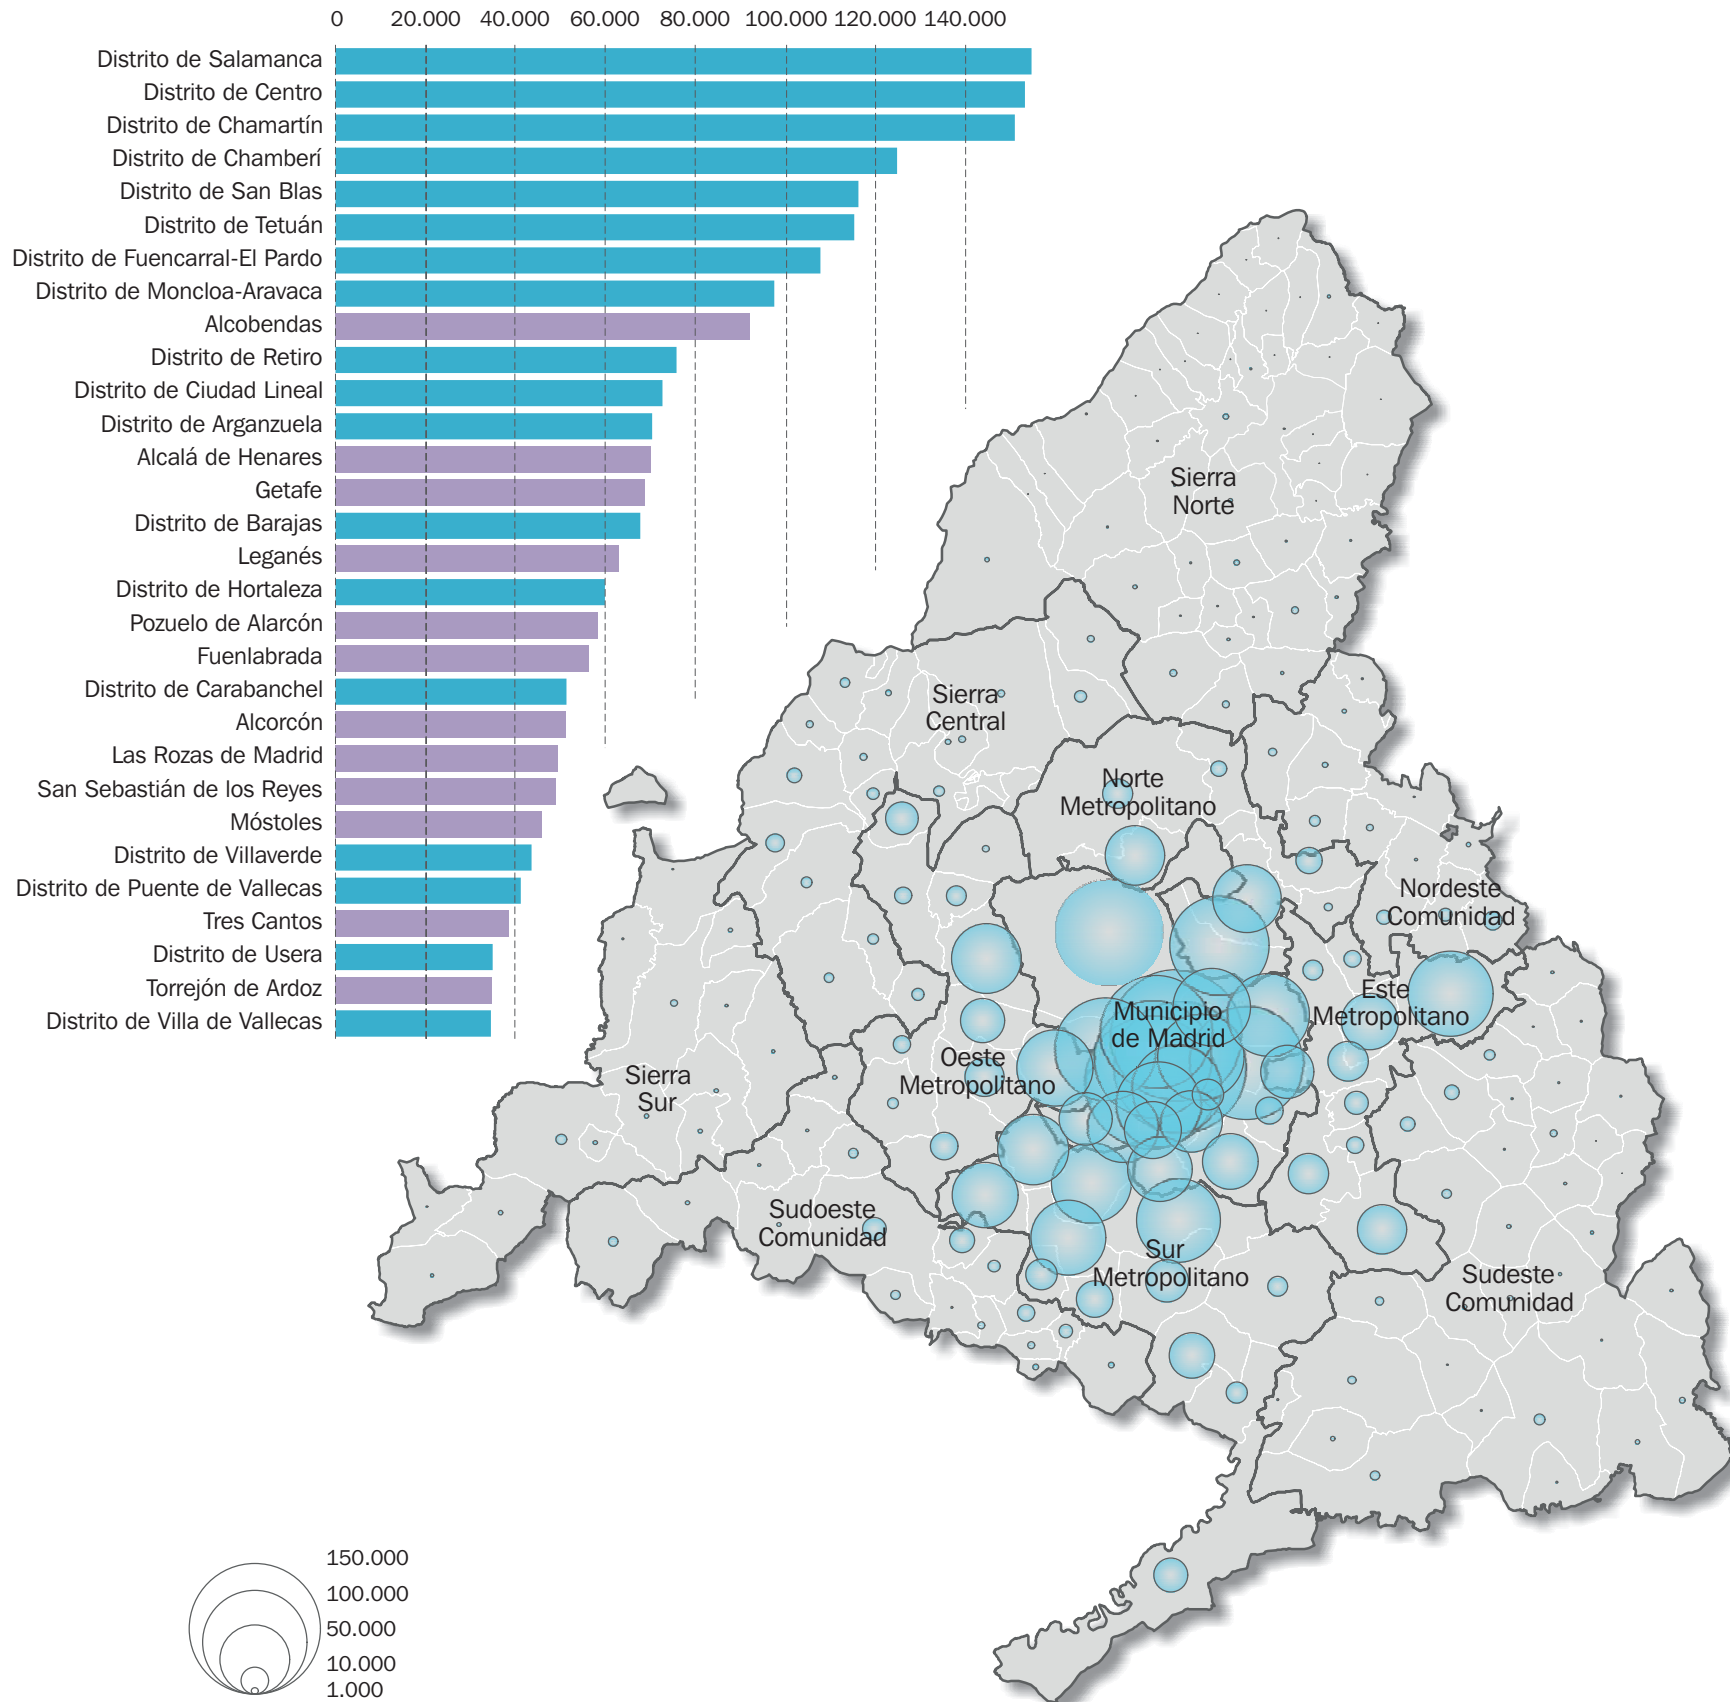 0 20.000 40.000 60.000 80.000 100.000 120.000 140.000
Distrito de Salamanca
Distrito de Centro
Distrito de Chamartín
Distrito de Chamberí
Distrito de San Blas
Distrito de Tetuán
Distrito de Fuencarral-El Pardo
Distrito de Moncloa-Aravaca
Alcobendas
Distrito de Retiro
Distrito de Ciudad Lineal
Distrito de Arganzuela
Alcalá de Henares
Getafe
Distrito de Barajas
Leganés
Distrito de Hortaleza
Pozuelo de Alarcón
Fuenlabrada
Distrito de Carabanchel
Alcorcón
Las Rozas de Madrid
San Sebastián de los Reyes
Móstoles
Distrito de Villaverde
Distrito de Puente de Vallecas
Tres Cantos
Distrito de Usera
Torrejón de Ardoz
Distrito de Villa de Vallecas
Sierra
Norte
Sierra
Central
Norte
Metropolitano
Nordeste
Comunidad
Este
Metropolitano
Municipio
de Madrid
Oeste
Metropolitano
Sierra
Sur
Sudoeste
Comunidad
Sur
Metropolitano
Sudeste
Comunidad
150.000
100.000
50.000
10.000
1.000